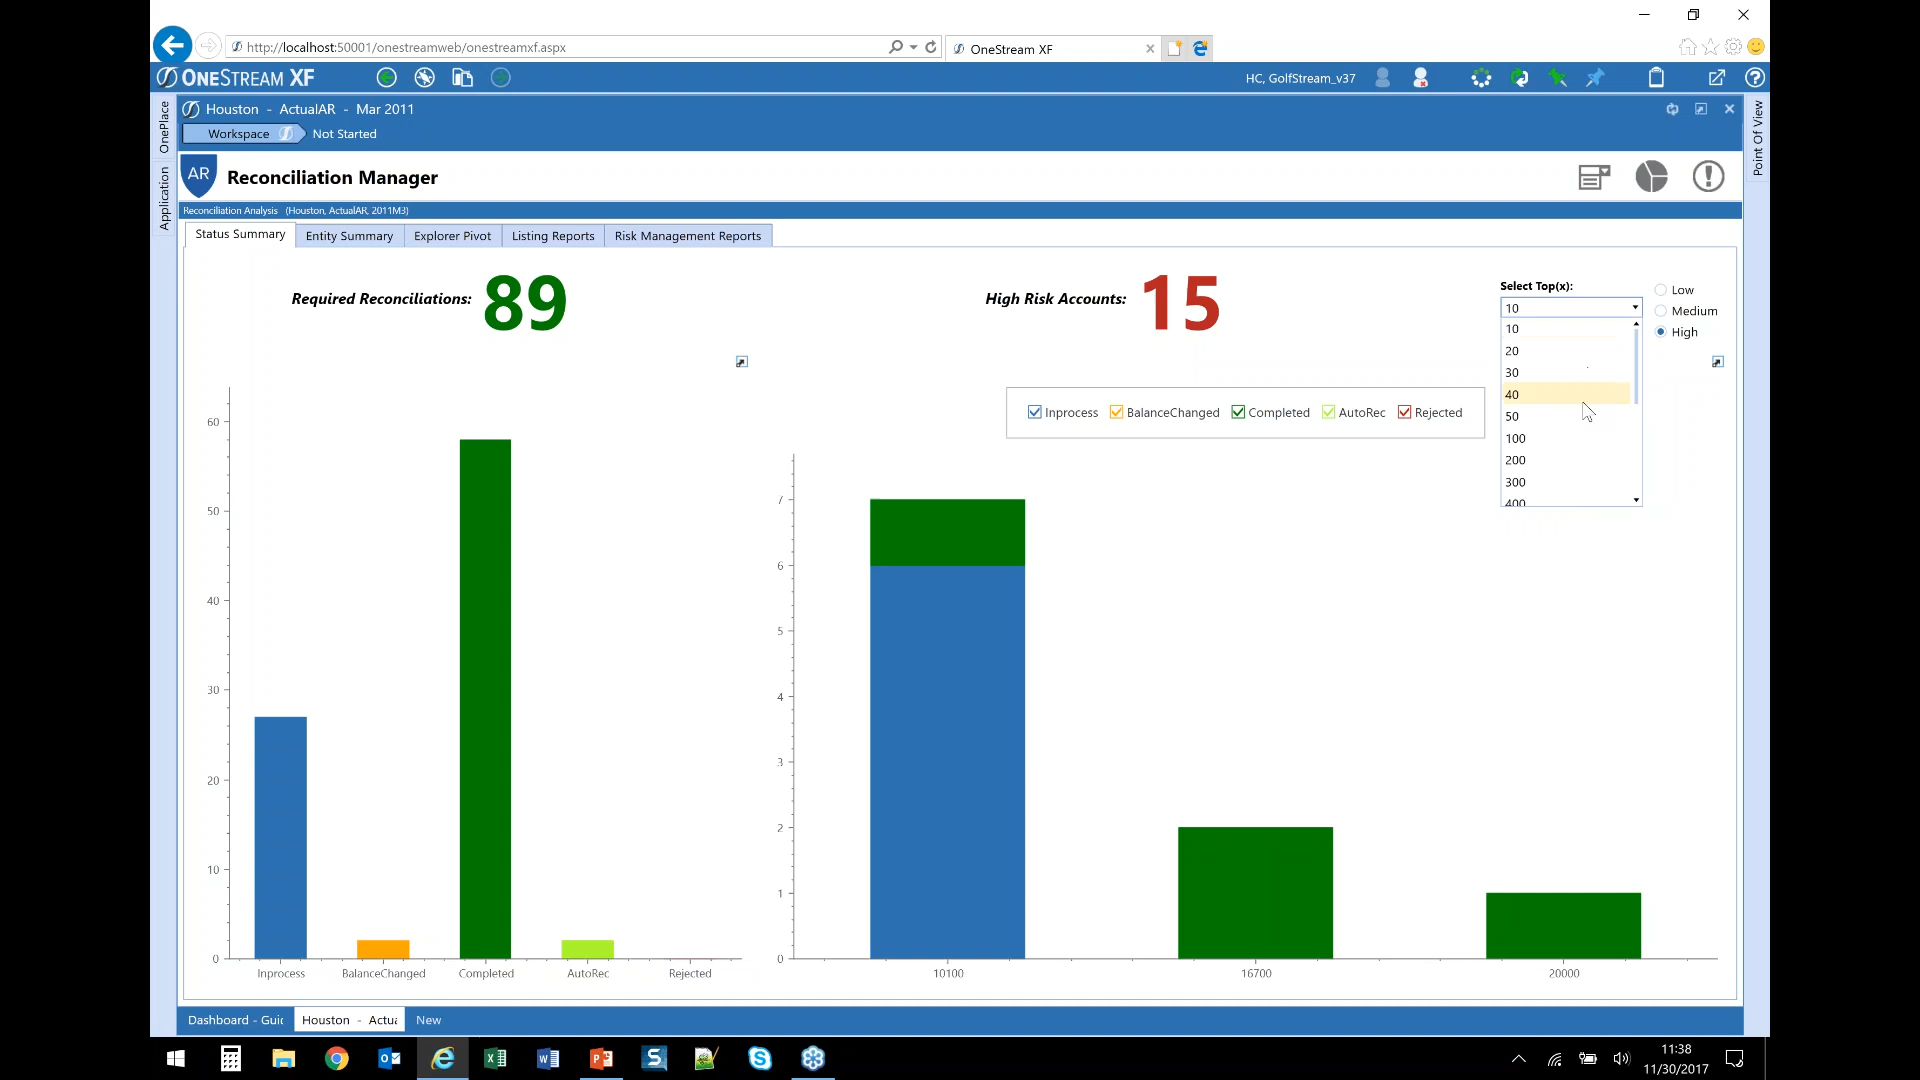 http://localhost:50001/onestreamweb/onestreamxf.aspx
OneStream XF
ONESTREAM XF
HC, GolfStream_v37
OnePlace
Application
Point Of View
Houston - ActualAR - Mar 2011
Workspace
Not Started
AR
Reconciliation Manager
Reconciliation Analysis (Houston, ActualAR, 2011M3)
Status Summary
Entity Summary
Explorer Pivot
Listing Reports
Risk Management Reports
Required Reconciliations: 89
High Risk Accounts: 15
Select Top(x):
10
10
20
30
40
50
100
200
300
400
Low
Medium
High
Inprocess
BalanceChanged
Completed
AutoRec
Rejected
60
50
40
30
20
10
0
Inprocess
BalanceChanged
Completed
AutoRec
Rejected
7
6
5
4
3
2
1
0
10100
16700
20000
Dashboard - Gui
Houston - Actu
New
11:38
11/30/2017